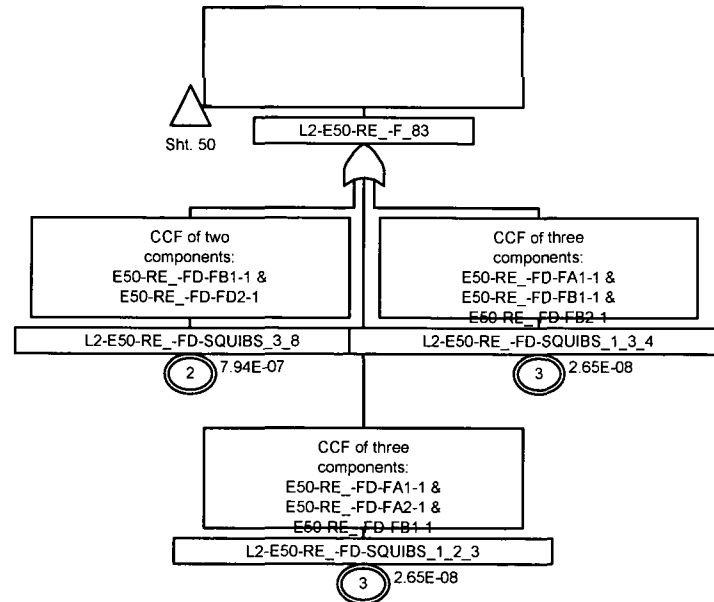 Sht. 50
L2-E50-RE_-F_83
CCF of two
components:
E50-RE_-FD-FB1-1 &
E50-RE_-FD-FD2-1
L2-E50-RE_-FD-SQUIBS_3_8
2
7.94E-07
CCF of three
components:
E50-RE_-FD-FA1-1 &
E50-RE_-FD-FB1-1 &
E50-RE_-FD-FB2-1
L2-E50-RE_-FD-SQUIBS_1_3_4
3
2.65E-08
CCF of three
components:
E50-RE_-FD-FA1-1 &
E50-RE_-FD-FA2-1 &
E50-RE_-FD-FB1-1
L2-E50-RE_-FD-SQUIBS_1_2_3
3
2.65E-08